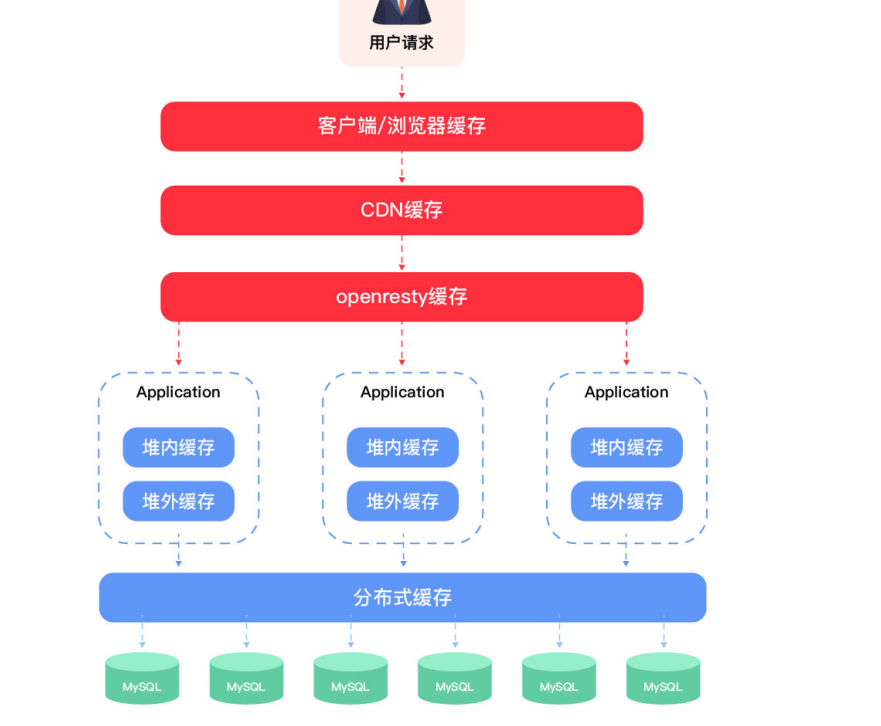 用户请求
客户端/浏览器缓存
CDN缓存
openresty缓存
Application
Application
Application
堆内缓存
堆内缓存
堆内缓存
堆外缓存
堆外缓存
堆外缓存
分布式缓存
MySQL
MySQL
MySQL
MySQL
MySQL
MySQL